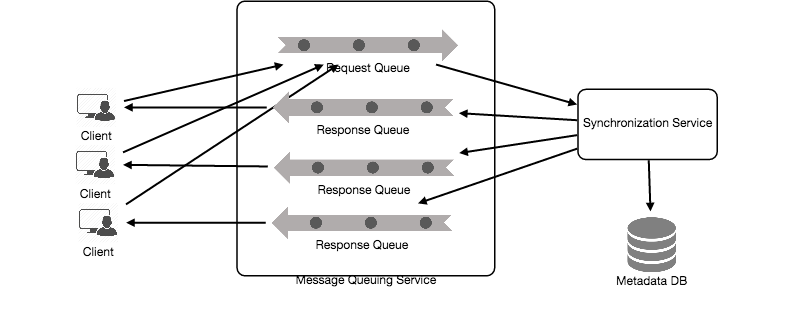 Request Queue
Client
Response Queue
Synchronization Service
Client
Response Queue
Client
Response Queue
Message Queuing Service
Metadata DB